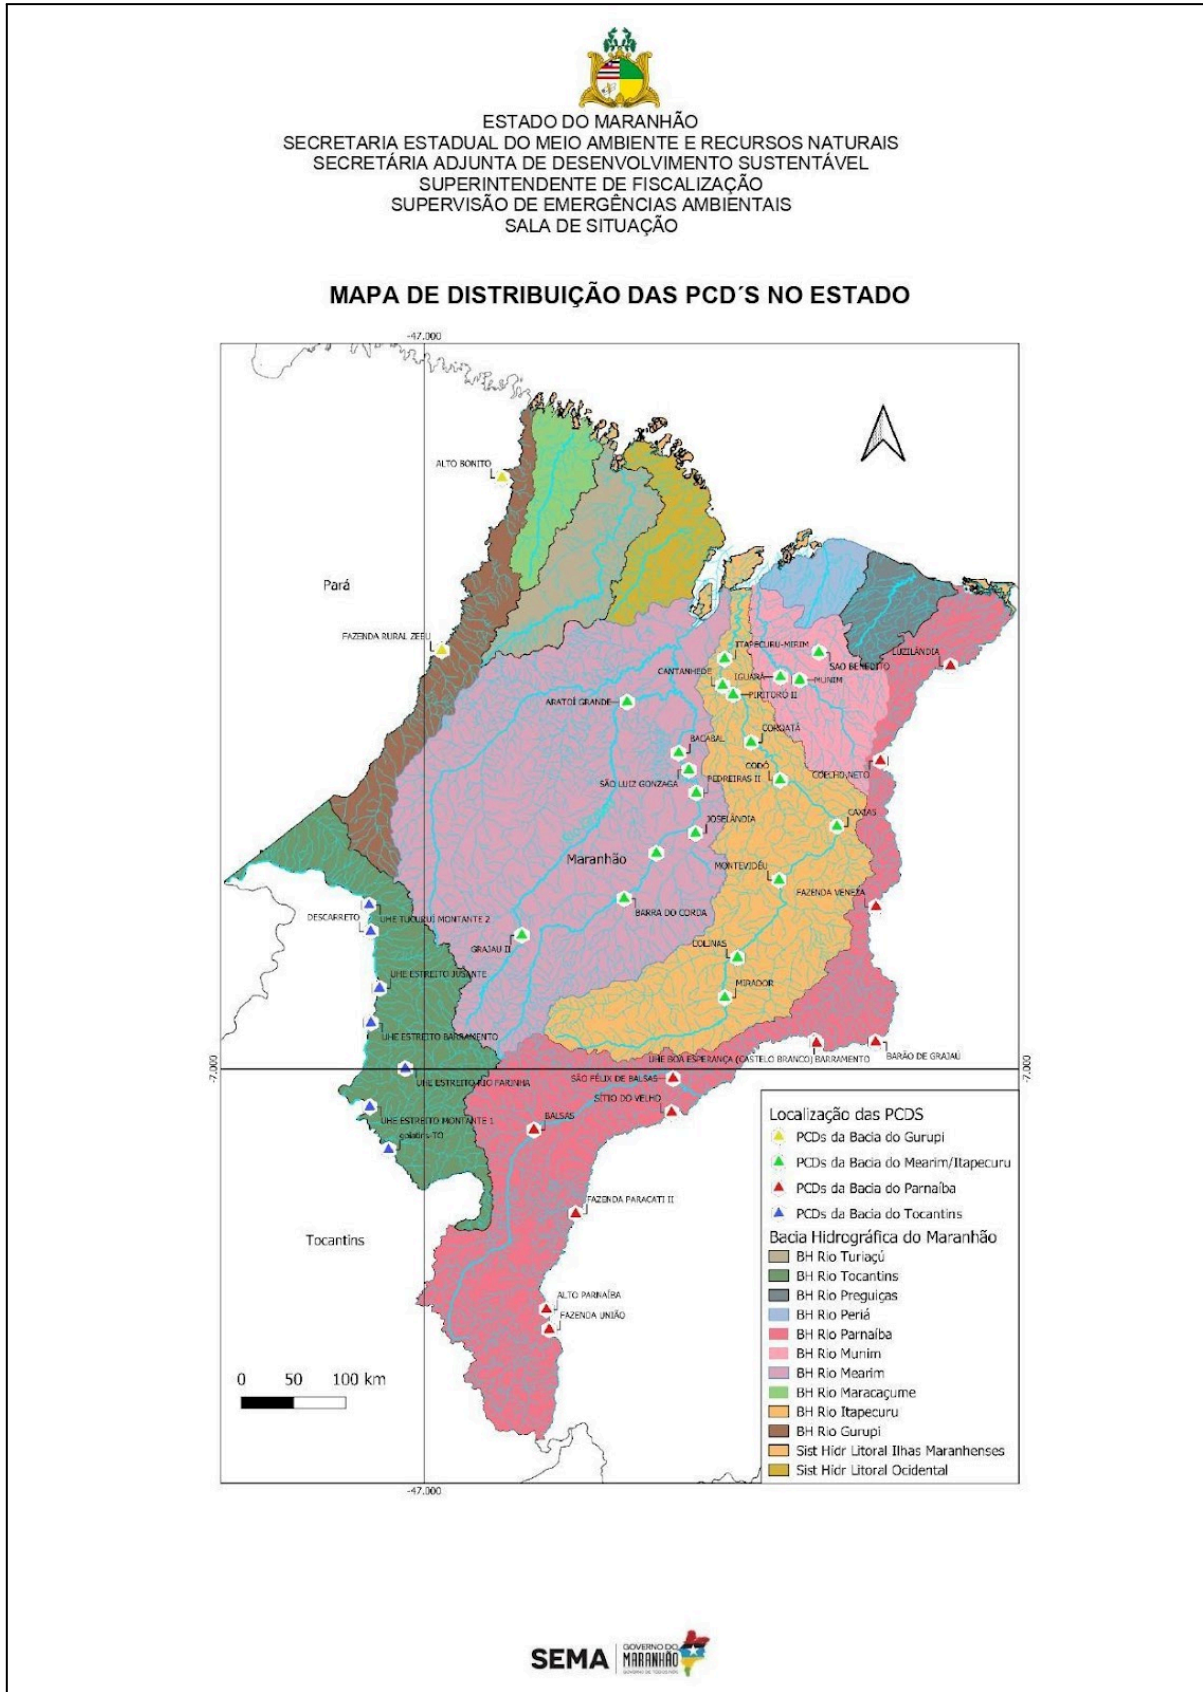 ESTADO DO MARANHÃO
SECRETARIA ESTADUAL DO MEIO AMBIENTE E RECURSOS NATURAIS
SECRETÁRIA ADJUNTA DE DESENVOLVIMENTO SUSTENTÁVEL
SUPERINTENDENTE DE FISCALIZAÇÃO
SUPERVISÃO DE EMERGÊNCIAS AMBIENTAIS
SALA DE SITUAÇÃO
MAPA DE DISTRIBUIÇÃO DAS PCD´S NO ESTADO
-47.000
ALTO BONITO
Pará
FAZENDA RURAL ZEBU
ITAPECURU-MIRIM
SAO BENEDITO
LUZILÂNDIA
CANTANHEDE
IGUARÁ
MUNIM
PIRITORÓ II
ARATOÍ GRANDE
COROATÁ
BACABAL
CODÓ
COELHO NETO
SÃO LUIZ GONZAGA
PEDREIRAS II
CAXIAS
JOSELÂNDIA
Maranhão
MONTEVIDÉU
FAZENDA VENEZA
BARRA DO CORDA
DESCARRETO
UHE TUCURUÍ MONTANTE 2
GRAJAU II
COLINAS
UHE ESTREITO JUSANTE
MIRADOR
UHE ESTREITO BARRAMENTO
UHE BOA ESPERANÇA (CASTELO BRANCO) BARRAMENTO
BARÃO DE GRAJAÚ
7.000
7.000
UHE ESTREITO RIO FARINHA
SÃO FÉLIX DE BALSAS
SÍTIO DO VELHO
UHE ESTREITO MONTANTE 1
goiatins-TO
BALSAS
FAZENDA PARACATI II
Tocantins
ALTO PARNAÍBA
FAZENDA UNIÃO
0 50 100 km
Localização das PCDS
PCDs da Bacia do Gurupi
PCDs da Bacia do Mearim/Itapecuru
PCDs da Bacia do Parnaíba
PCDs da Bacia do Tocantins
Bacia Hidrográfica do Maranhão
BH Rio Turiaçú
BH Rio Tocantins
BH Rio Preguiças
BH Rio Periá
BH Rio Parnaíba
BH Rio Munim
BH Rio Mearim
BH Rio Maracaçume
BH Rio Itapecuru
BH Rio Gurupi
Sist Hidr Litoral Ilhas Maranhenses
Sist Hidr Litoral Ocidental
-47.000
SEMA
GOVERNO DO
MARANHÃO